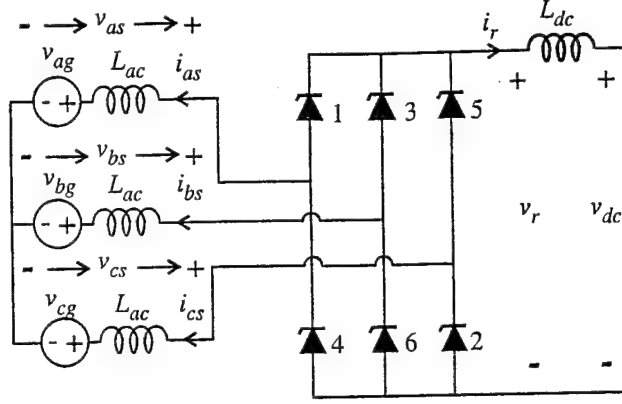 - → v_as → +
v_ag
L_ac
i_as
- +
i_r
L_dc
+ +
1 3 5
- → v_bs → +
v_bg
L_ac
i_bs
- +
v_r
v_dc
- → v_cs → +
v_cg
L_ac
i_cs
- +
4 6 2
- -